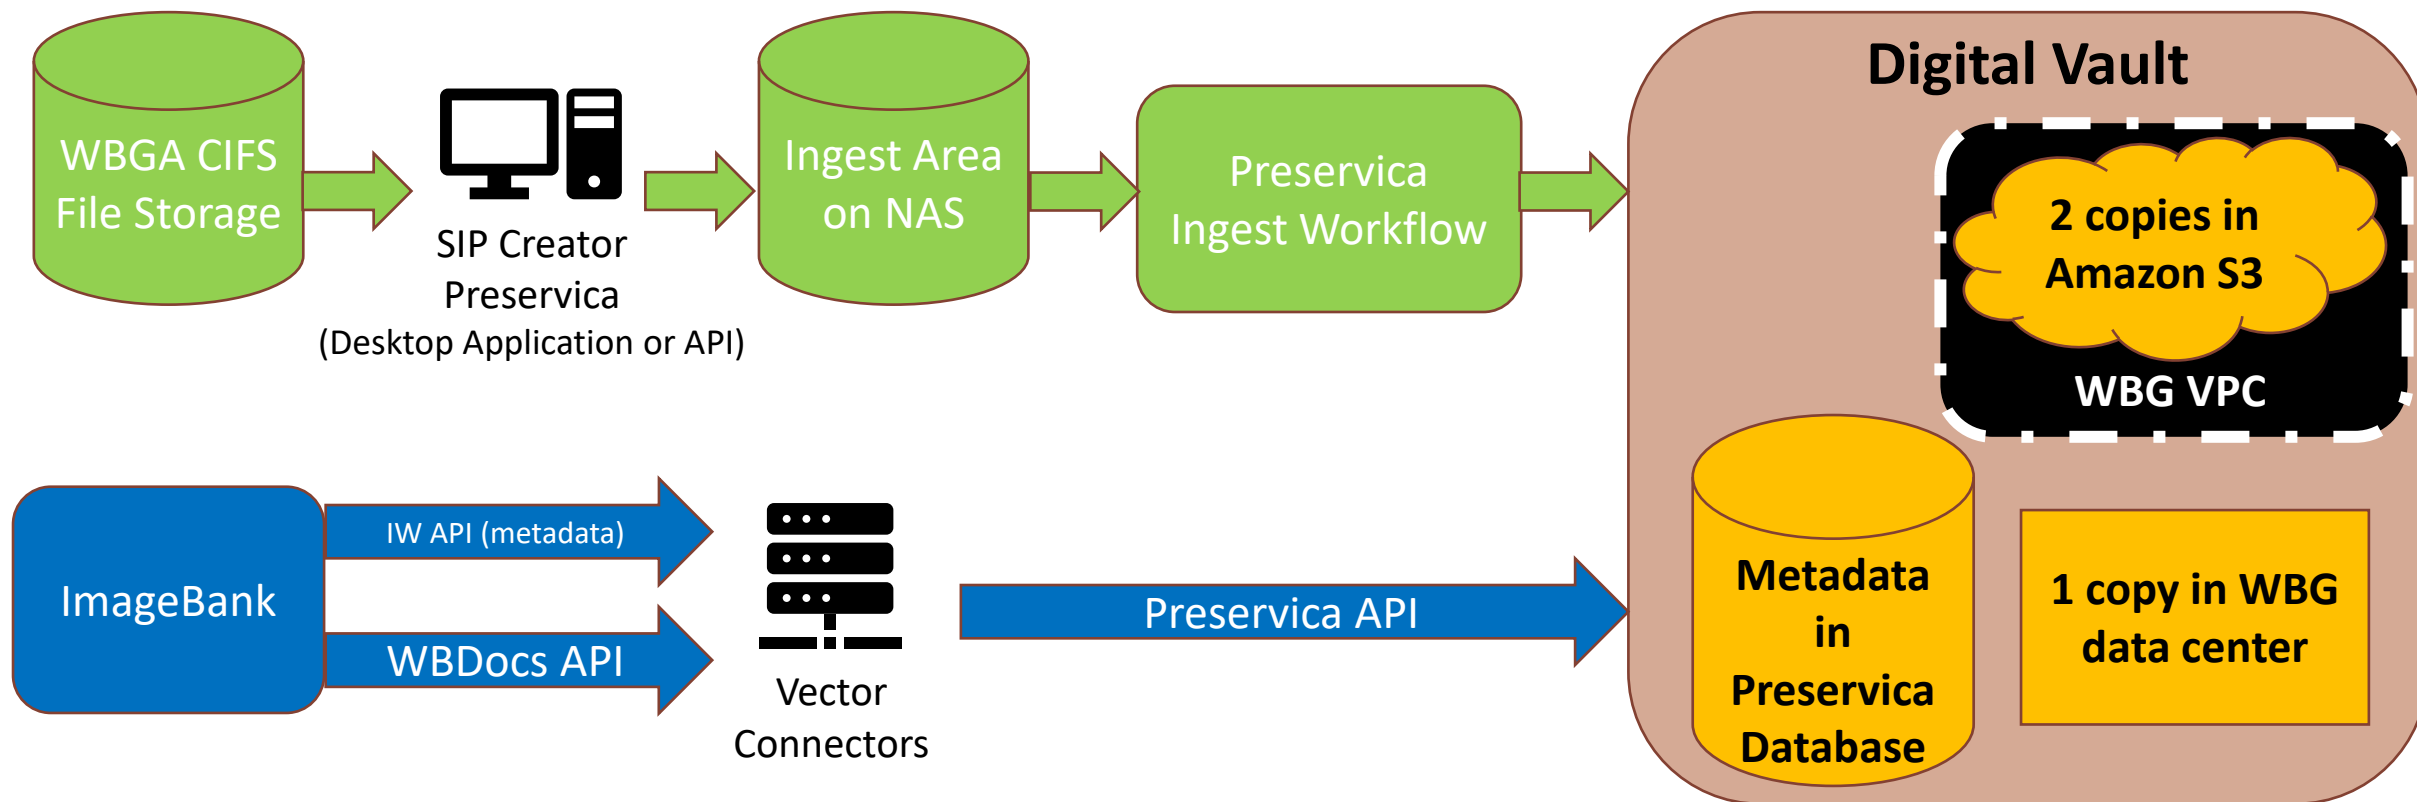 WBGA CIFS
File Storage
SIP Creator
Preservica
(Desktop Application or API)
Ingest Area
on NAS
Preservica
Ingest Workflow
Digital Vault
2 copies in
Amazon S3
WBG VPC
ImageBank
IW API (metadata)
WBDocs API
Vector
Connectors
Preservica API
Metadata
in
Preservica
Database
1 copy in WBG
data center